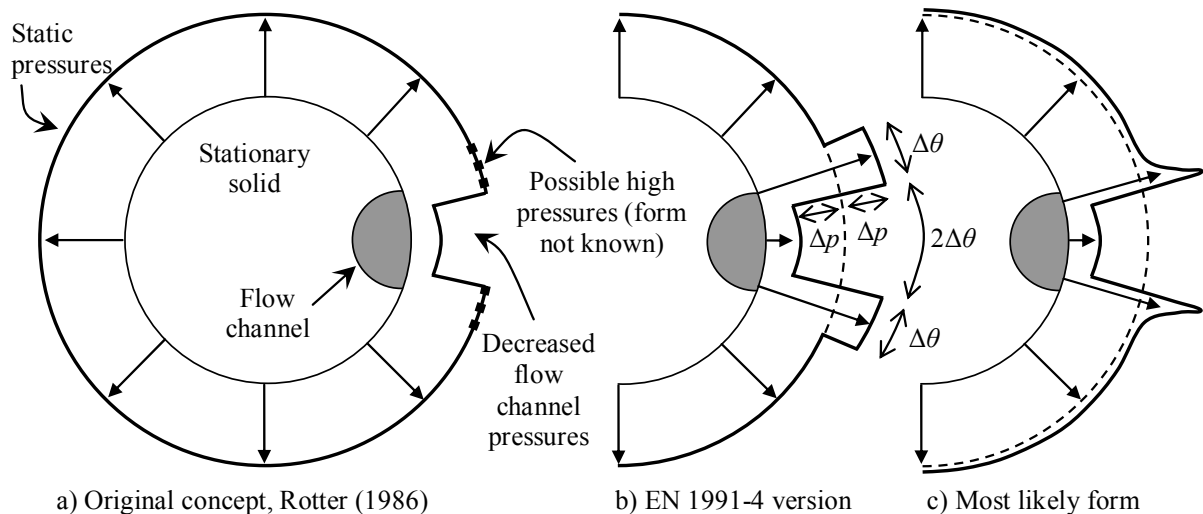 Static
pressures
Stationary
solid
Flow
channel
Possible high
pressures (form
not known)
Decreased
flow
channel
pressures
Δθ
Δp
Δp
2Δθ
Δθ
a) Original concept, Rotter (1986)
b) EN 1991-4 version
c) Most likely form